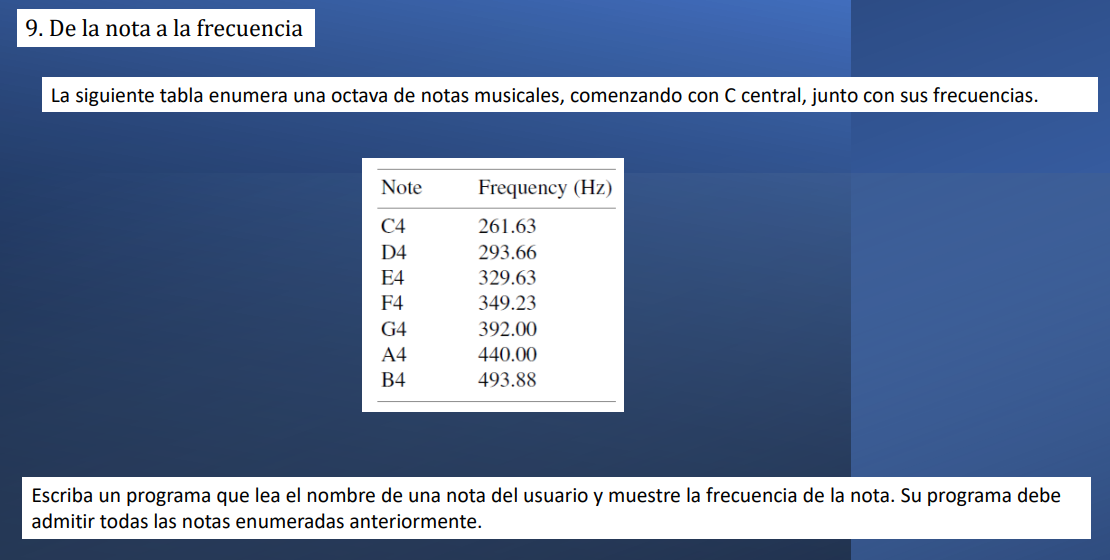 9. De la nota a la frecuencia
La siguiente tabla enumera una octava de notas musicales, comenzando con C central, junto con sus frecuencias.
Note Frequency (Hz)
C4 261.63
D4 293.66
E4 329.63
F4 349.23
G4 392.00
A4 440.00
B4 493.88
Escriba un programa que lea el nombre de una nota del usuario y muestre la frecuencia de la nota. Su programa debe
admitir todas las notas enumeradas anteriormente.